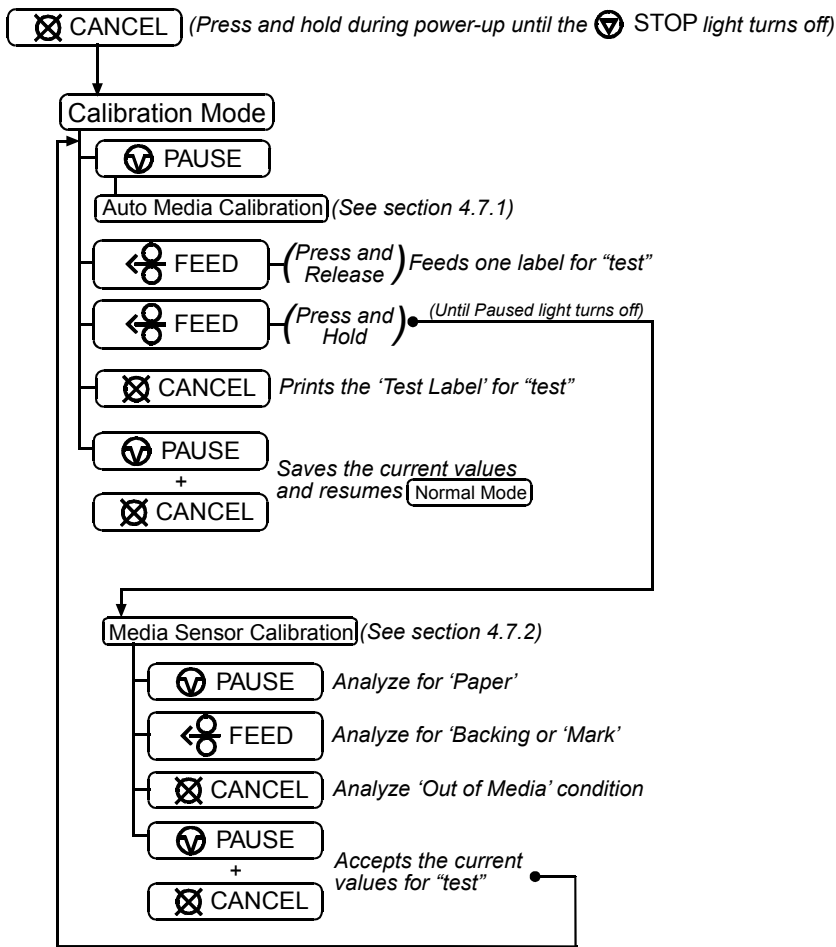 CANCEL (Press and hold during power-up until the STOP light turns off)
Calibration Mode
PAUSE
Auto Media Calibration (See section 4.7.1)
FEED (Press and Release) Feeds one label for “test”
FEED (Press and Hold) (Until Paused light turns off)
CANCEL Prints the ‘Test Label’ for “test”
PAUSE
+
CANCEL
Saves the current values
and resumes Normal Mode
Media Sensor Calibration (See section 4.7.2)
PAUSE Analyze for ‘Paper’
FEED Analyze for ‘Backing or ‘Mark’
CANCEL Analyze ‘Out of Media’ condition
PAUSE
+
CANCEL
Accepts the current
values for “test”